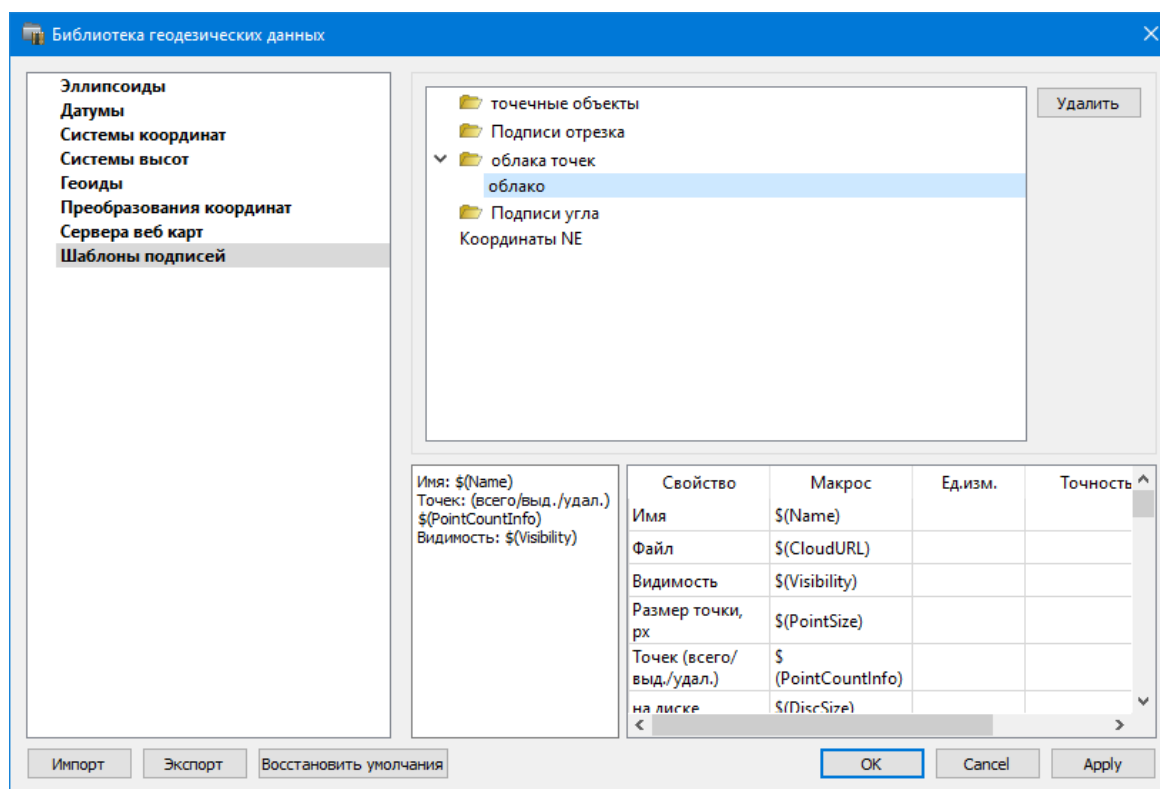 Библиотека геодезических данных
Эллипсоиды
Датумы
Системы координат
Системы высот
Геоиды
Преобразования координат
Сервера веб карт
Шаблоны подписей
точечные объекты
Подписи отрезка
облака точек
облако
Подписи угла
Координаты NE
Удалить
Имя: $(Name)
Точек: (всего/выд./удал.)
$(PointCountInfo)
Видимость: $(Visibility)
Свойство Макрос Ед.изм. Точность
Имя $(Name)
Файл $(CloudURL)
Видимость $(Visibility)
Размер точки,
px
$(PointSize)
Точек (всего/
выд./удал.)
$
(PointCountInfo)
на диске $(DiscSize)
Импорт Экспорт Восстановить умолчания OK Cancel Apply